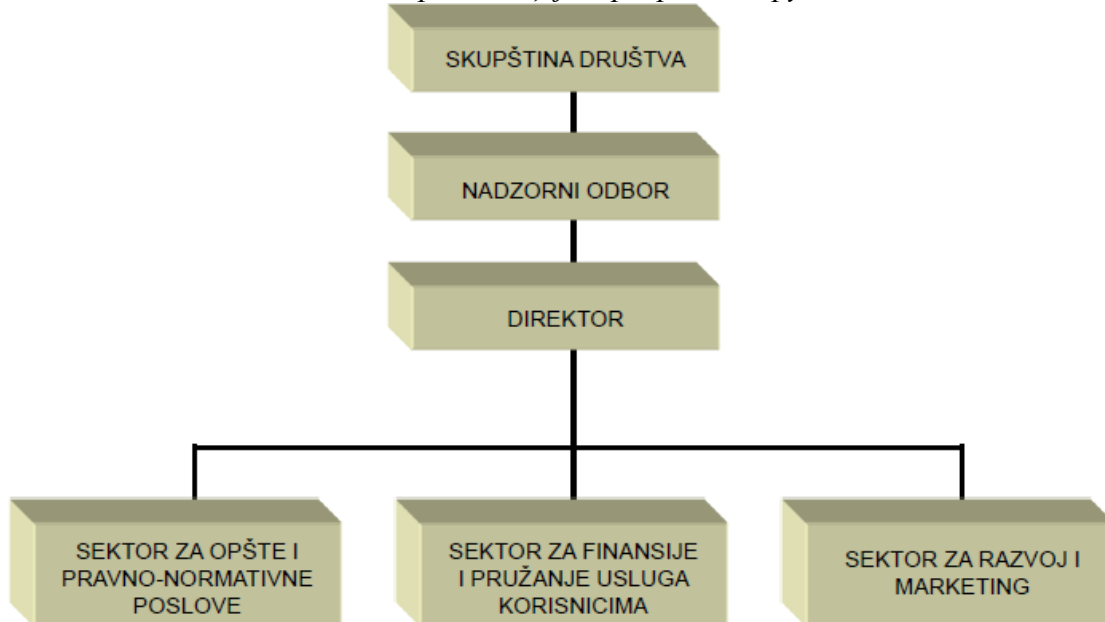 SKUPŠTINA DRUŠTVA
NADZORNI ODBOR
DIREKTOR
SEKTOR ZA OPŠTE I
PRAVNO-NORMATIVNE
POSLOVE
SEKTOR ZA FINANSIJE
I PRUŽANJE USLUGA
KORISNICIMA
SEKTOR ZA RAZVOJ I
MARKETING